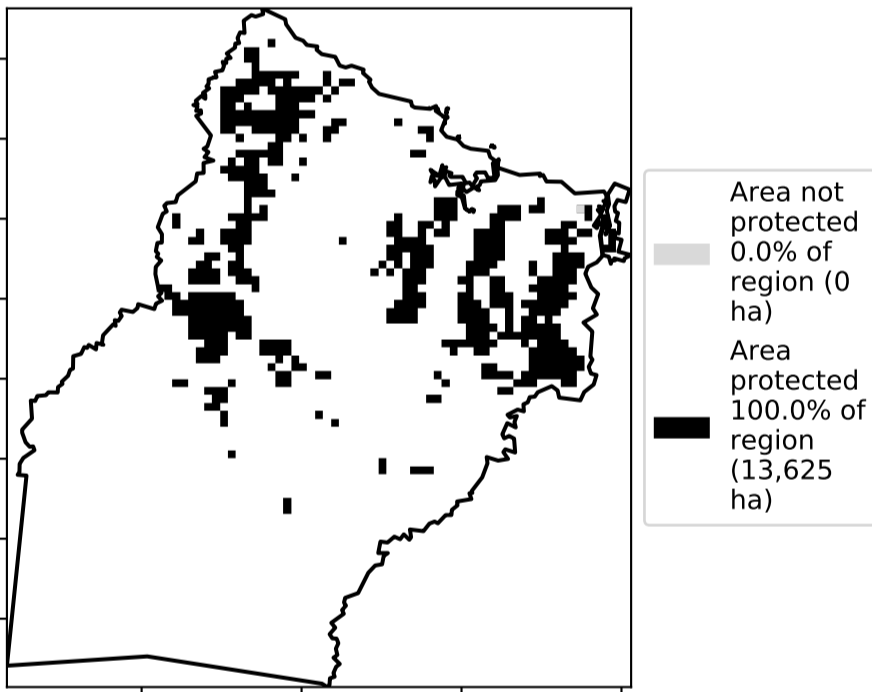 Area not
protected
0.0% of
region (0
ha)
Area
protected
100.0% of
region
(13,625
ha)